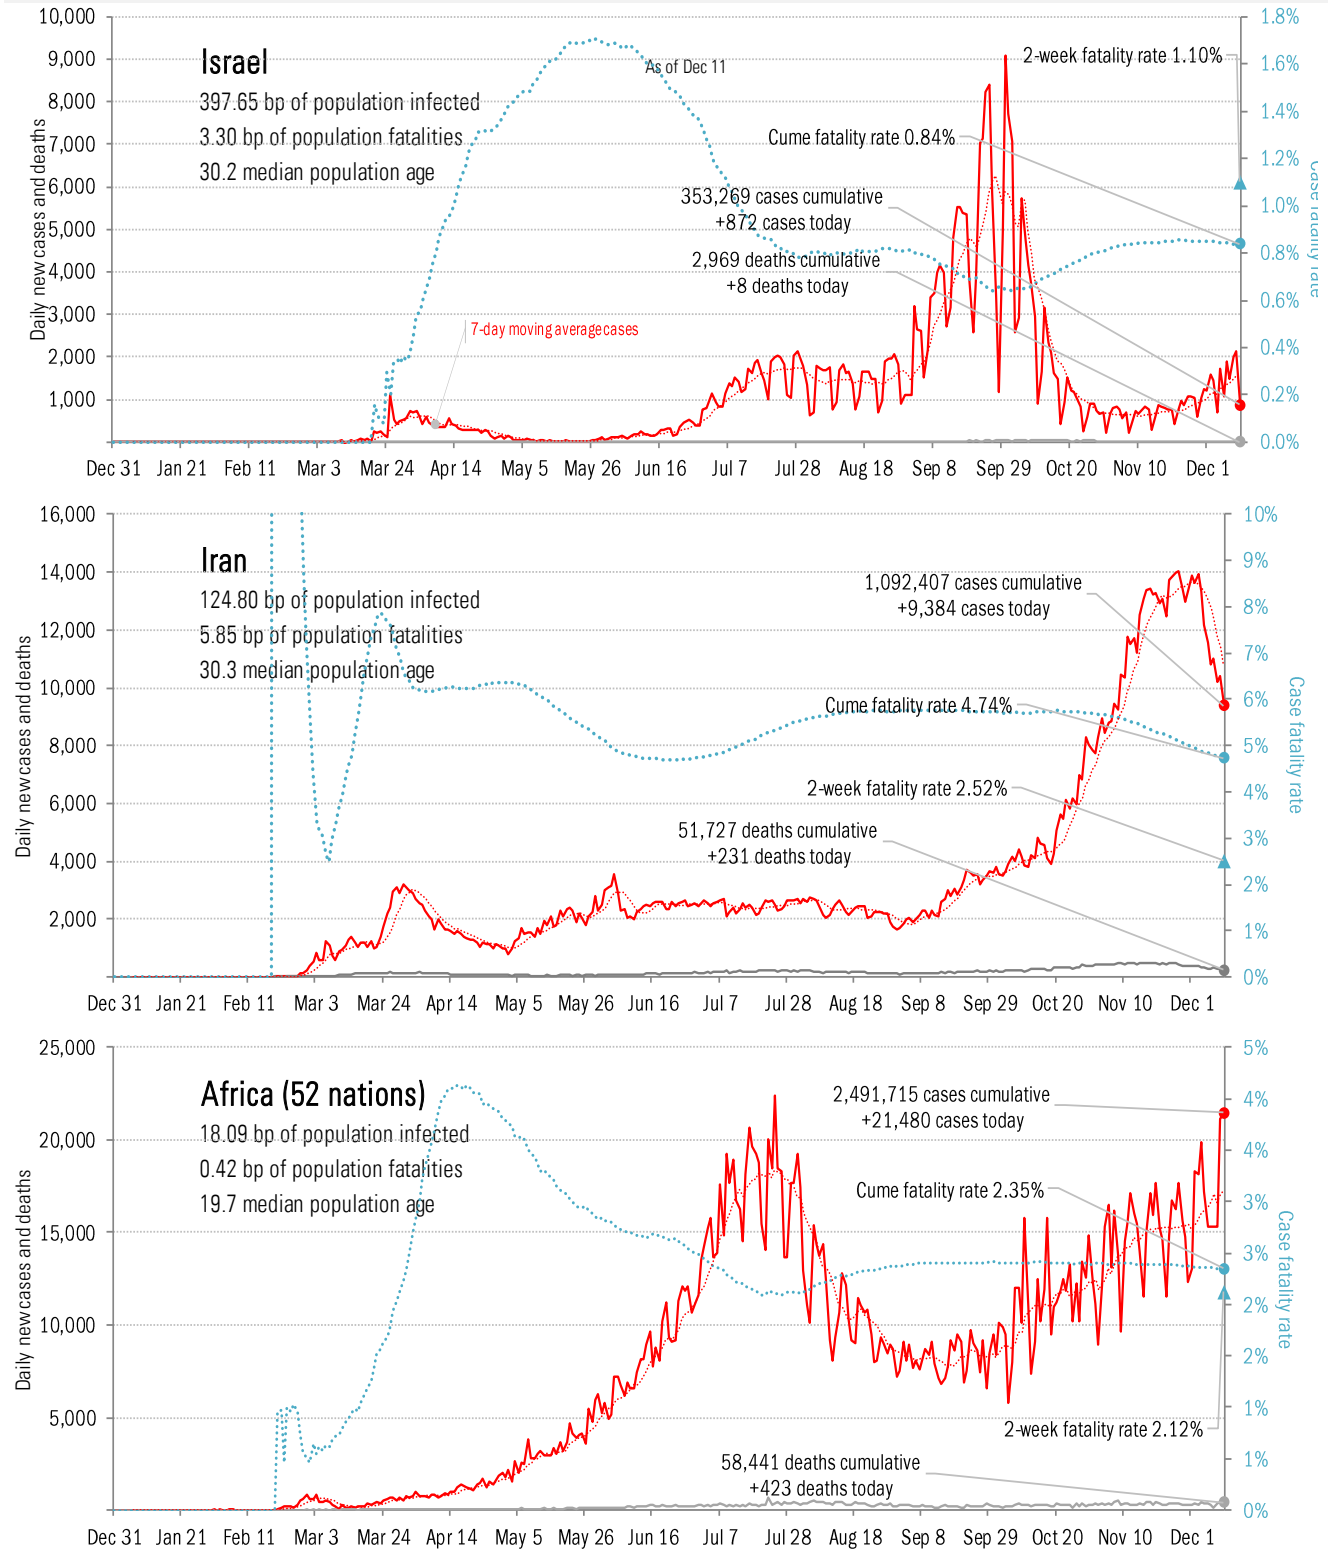 10,000
9,000
8,000
7,000
6,000
5,000
4,000
3,000
2,000
1,000
Daily new cases and deaths
Israel
397.65 bp of population infected
3.30 bp of population fatalities
30.2 median population age
As of Dec 11
2-week fatality rate 1.10%
Cume fatality rate 0.84%
353,269 cases cumulative
+872 cases today
2,969 deaths cumulative
+8 deaths today
7-day moving average cases
1.8%
1.6%
1.4%
1.2%
1.0%
0.8%
0.6%
0.4%
0.2%
0.0%
Case fatality rate
Dec 31 Jan 21 Feb 11 Mar 3 Mar 24 Apr 14 May 5 May 26 Jun 16 Jul 7 Jul 28 Aug 18 Sep 8 Sep 29 Oct 20 Nov 10 Dec 1
16,000
14,000
12,000
10,000
8,000
6,000
4,000
2,000
Daily new cases and deaths
Iran
124.80 bp of population infected
5.85 bp of population fatalities
30.3 median population age
1,092,407 cases cumulative
+9,384 cases today
Cume fatality rate 4.74%
2-week fatality rate 2.52%
51,727 deaths cumulative
+231 deaths today
10%
9%
8%
7%
6%
5%
4%
3%
2%
1%
0%
Case fatality rate
Dec 31 Jan 21 Feb 11 Mar 3 Mar 24 Apr 14 May 5 May 26 Jun 16 Jul 7 Jul 28 Aug 18 Sep 8 Sep 29 Oct 20 Nov 10 Dec 1
25,000
20,000
15,000
10,000
5,000
Daily new cases and deaths
Africa (52 nations)
18.09 bp of population infected
0.42 bp of population fatalities
19.7 median population age
2,491,715 cases cumulative
+21,480 cases today
Cume fatality rate 2.35%
2-week fatality rate 2.12%
58,441 deaths cumulative
+423 deaths today
5%
4%
4%
3%
3%
2%
2%
1%
1%
0%
Case fatality rate
Dec 31 Jan 21 Feb 11 Mar 3 Mar 24 Apr 14 May 5 May 26 Jun 16 Jul 7 Jul 28 Aug 18 Sep 8 Sep 29 Oct 20 Nov 10 Dec 1